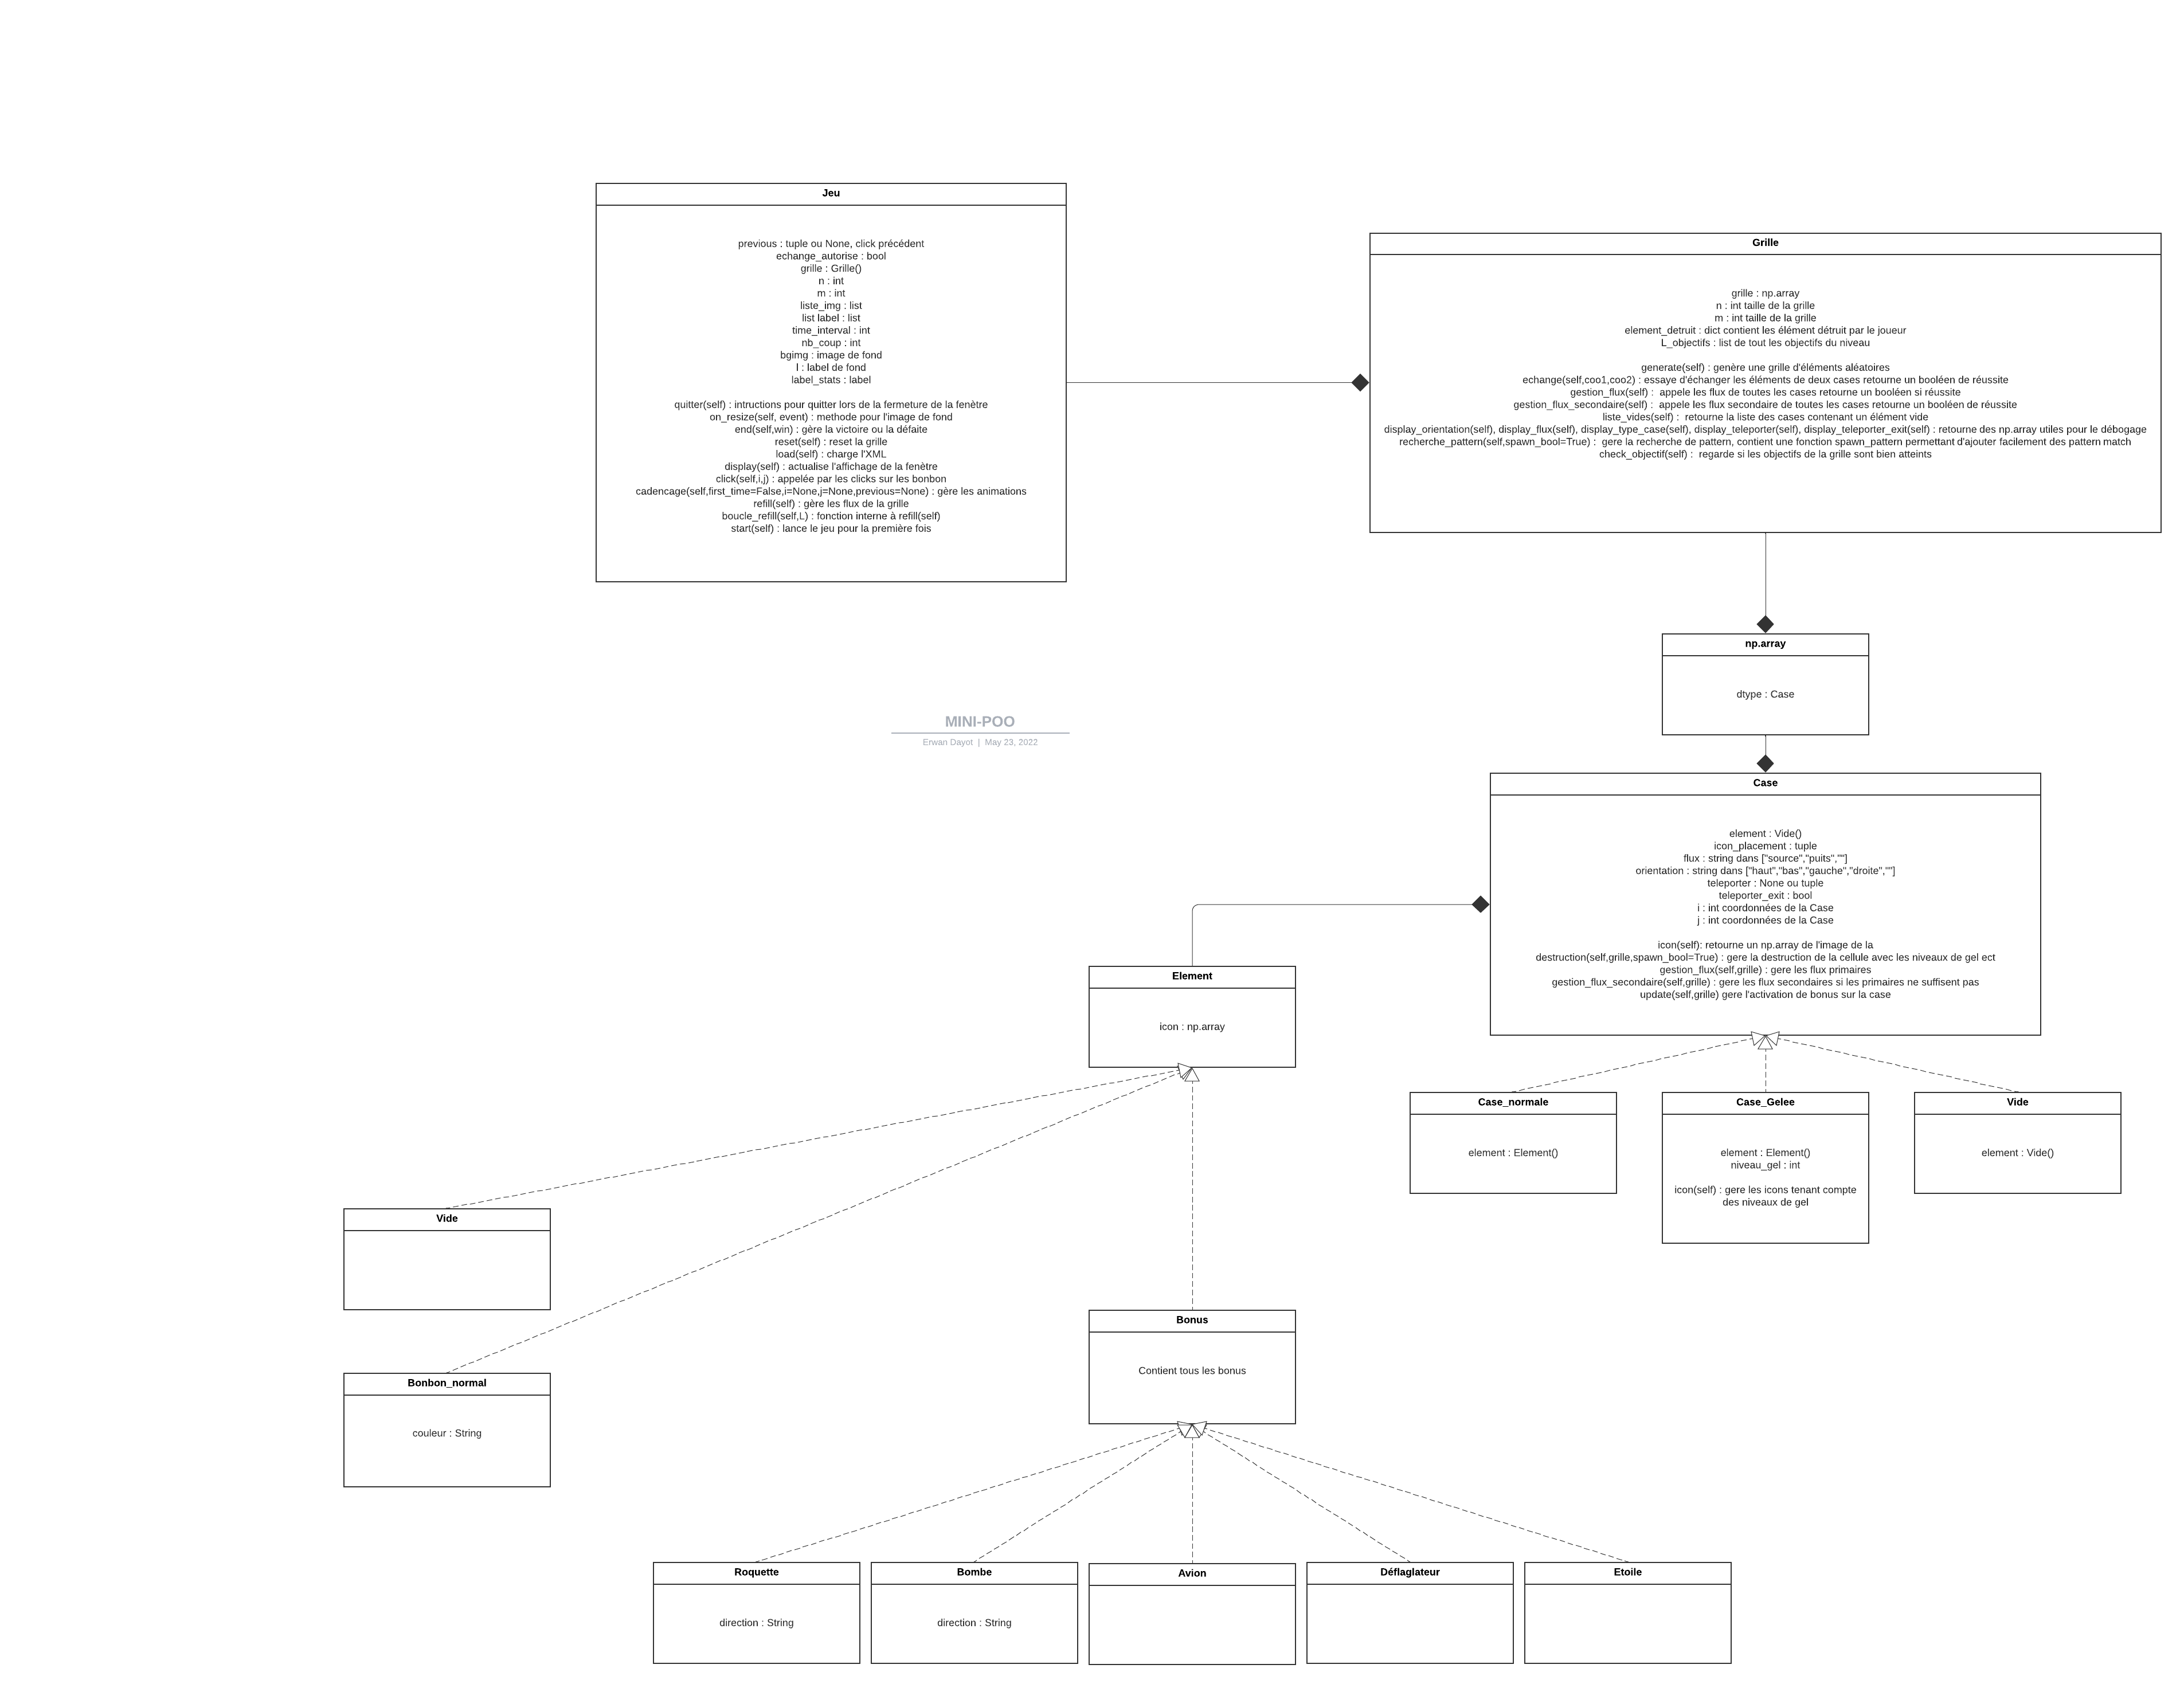 Jeu
previous : tuple ou None, click précédent
echange_autorise : bool
grille : Grille()
n : int
m : int
liste_img : list
list label : list
time_interval : int
nb_coup : int
bgimg : image de fond
l : label de fond
label_stats : label
quitter(self) : intructions pour quitter lors de la fermeture de la fenètre
on_resize(self, event) : methode pour l'image de fond
end(self,win) : gère la victoire ou la défaite
reset(self) : reset la grille
load(self) : charge l'XML
display(self) : actualise l'affichage de la fenètre
click(self,i,j) : appelée par les clicks sur les bonbon
cadencage(self,first_time=False,i=None,j=None,previous=None) : gère les animations
refill(self) : gère les flux de la grille
boucle_refill(self,L) : fonction interne à refill(self)
start(self) : lance le jeu pour la première fois
Grille
grille : np.array
n : int taille de la grille
m : int taille de la grille
element_detruit : dict contient les élément détruit par le joueur
L_objectifs : list de tout les objectifs du niveau
generate(self) : genère une grille d'éléments aléatoires
echange(self,coo1,coo2) : essaye d'échanger les éléments de deux cases retourne un booléen de réussite
gestion_flux(self) :  appele les flux de toutes les cases retourne un booléen si réussite
gestion_flux_secondaire(self) :  appele les flux secondaire de toutes les cases retourne un booléen de réussite
liste_vides(self) :  retourne la liste des cases contenant un élément vide
display_orientation(self), display_flux(self), display_type_case(self), display_teleporter(self), display_teleporter_exit(self) : retourne des np.array utiles pour le débogage
recherche_pattern(self,spawn_bool=True) :  gere la recherche de pattern, contient une fonction spawn_pattern permettant d'ajouter facilement des pattern match
check_objectif(self) :  regarde si les objectifs de la grille sont bien atteints
np.array
dtype : Case
MINI-POO
Erwan Dayot  |  May 23, 2022
Case
element : Vide()
icon_placement : tuple
flux : string dans ["source","puits",""]
orientation : string dans ["haut","bas","gauche","droite",""]
teleporter : None ou tuple
teleporter_exit : bool
i : int coordonnées de la Case
j : int coordonnées de la Case
icon(self): retourne un np.array de l'image de la
destruction(self,grille,spawn_bool=True) : gere la destruction de la cellule avec les niveaux de gel ect
gestion_flux(self,grille) : gere les flux primaires
gestion_flux_secondaire(self,grille) : gere les flux secondaires si les primaires ne suffisent pas
update(self,grille) gere l'activation de bonus sur la case
Element
icon : np.array
Case_normale
element : Element()
Case_Gelee
element : Element()
niveau_gel : int
icon(self) : gere les icons tenant compte
des niveaux de gel
Vide
element : Vide()
Vide
Bonus
Contient tous les bonus
Bonbon_normal
couleur : String
Roquette
direction : String
Bombe
direction : String
Avion
Déflaglateur
Etoile